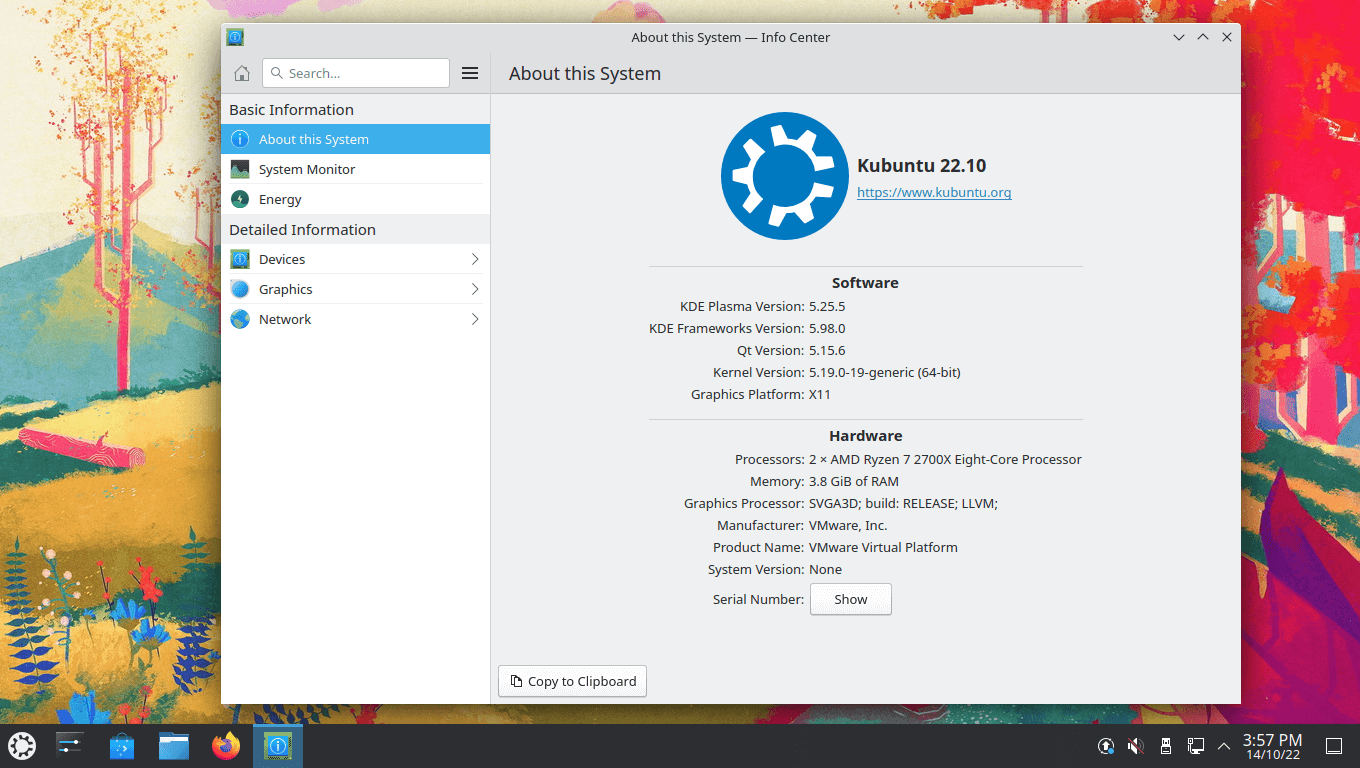 About this System — Info Center
Search...
About this System
Basic Information
About this System
System Monitor
Energy
Detailed Information
Devices
Graphics
Network
Kubuntu 22.10
https://www.kubuntu.org
Software
KDE Plasma Version: 5.25.5
KDE Frameworks Version: 5.98.0
Qt Version: 5.15.6
Kernel Version: 5.19.0-19-generic (64-bit)
Graphics Platform: X11
Hardware
Processors: 2 × AMD Ryzen 7 2700X Eight-Core Processor
Memory: 3.8 GiB of RAM
Graphics Processor: SVGA3D; build: RELEASE; LLVM;
Manufacturer: VMware, Inc.
Product Name: VMware Virtual Platform
System Version: None
Serial Number: Show
Copy to Clipboard
3:57 PM
14/10/22